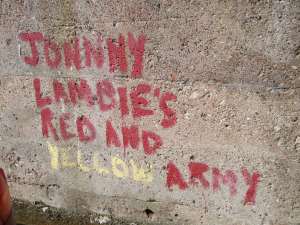 JOHNNY
LAMBIE'S
RED AND
YELLOW ARMY